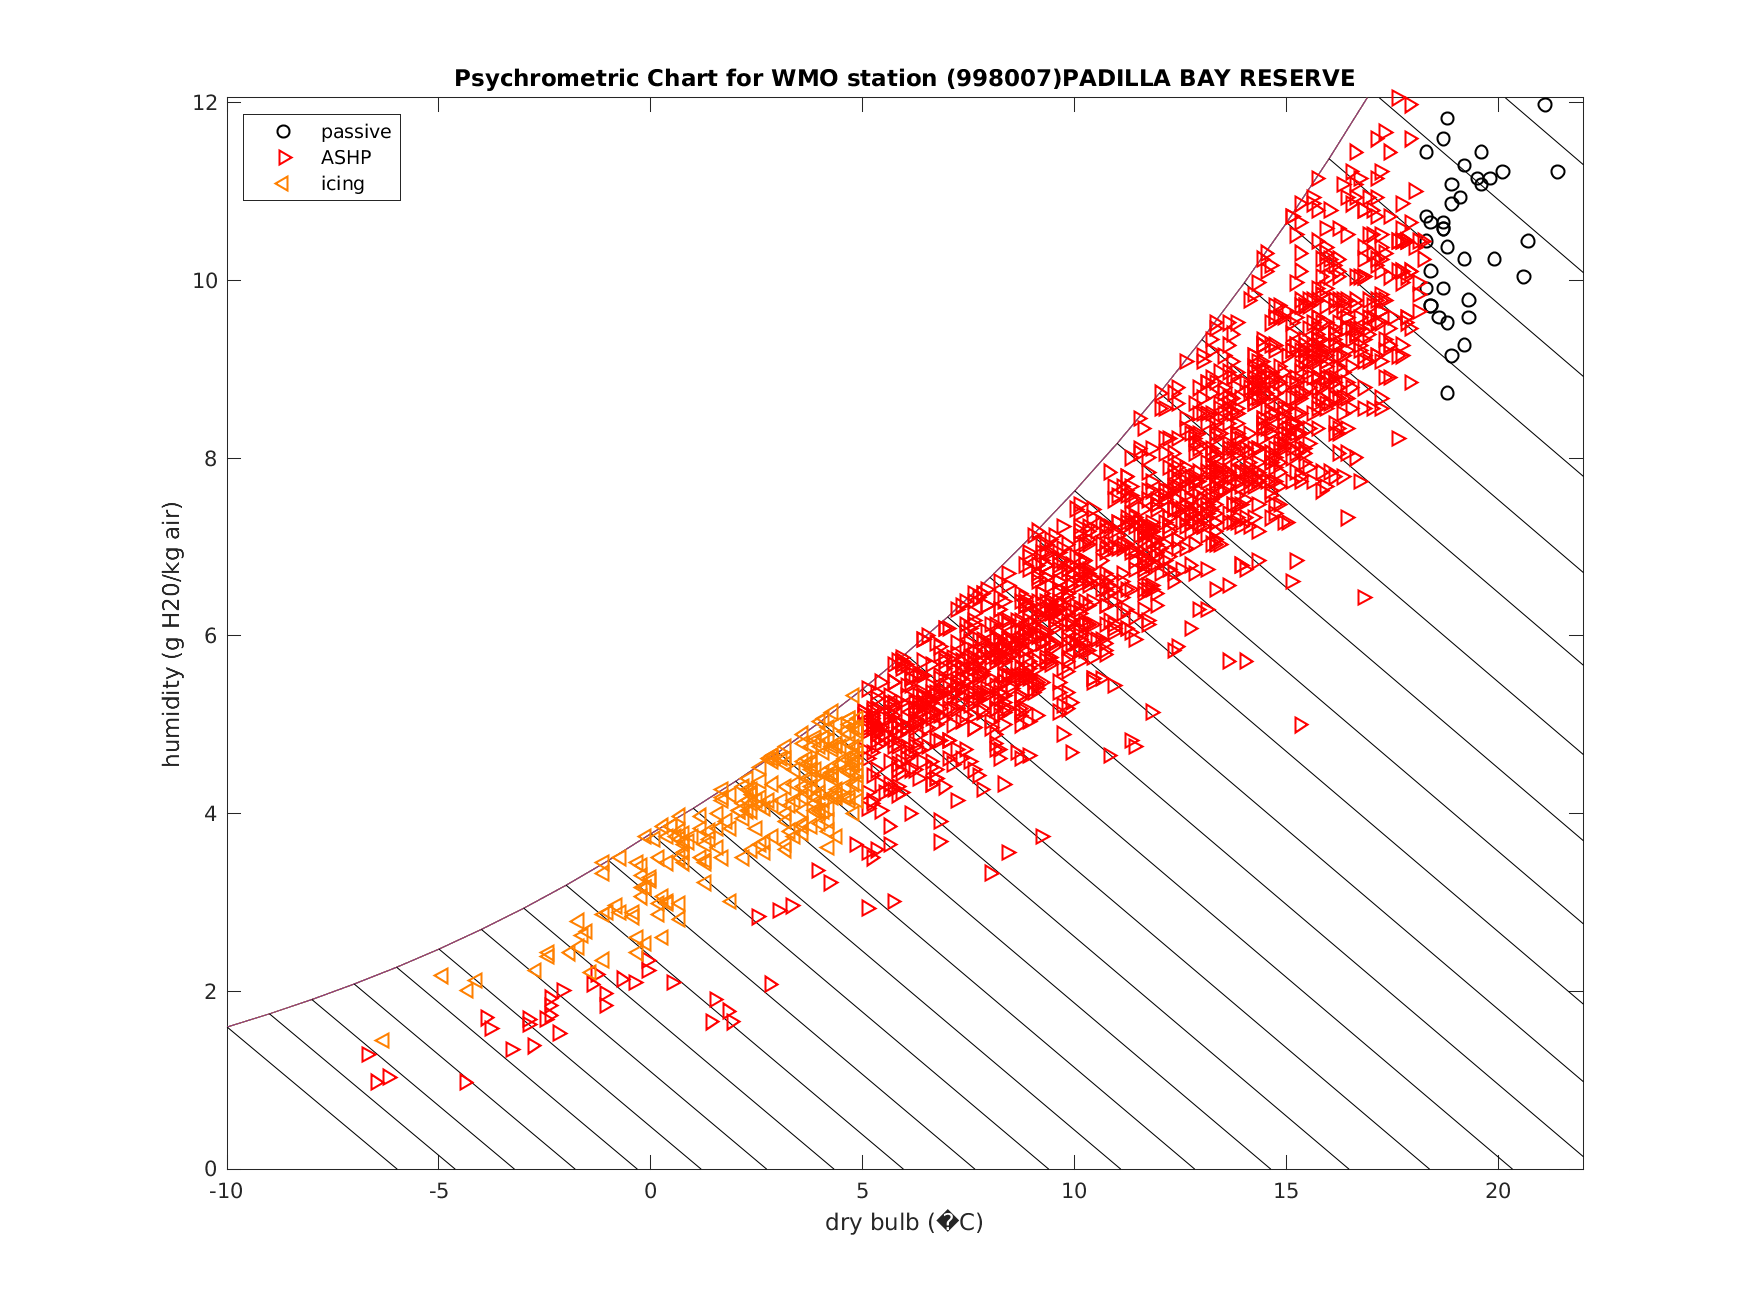 Psychrometric Chart for WMO station (998007)PADILLA BAY RESERVE
passive
ASHP
icing
humidity (g H20/kg air)
12
10
8
6
4
2
0
-10 -5 0 5 10 15 20
dry bulb (�C)